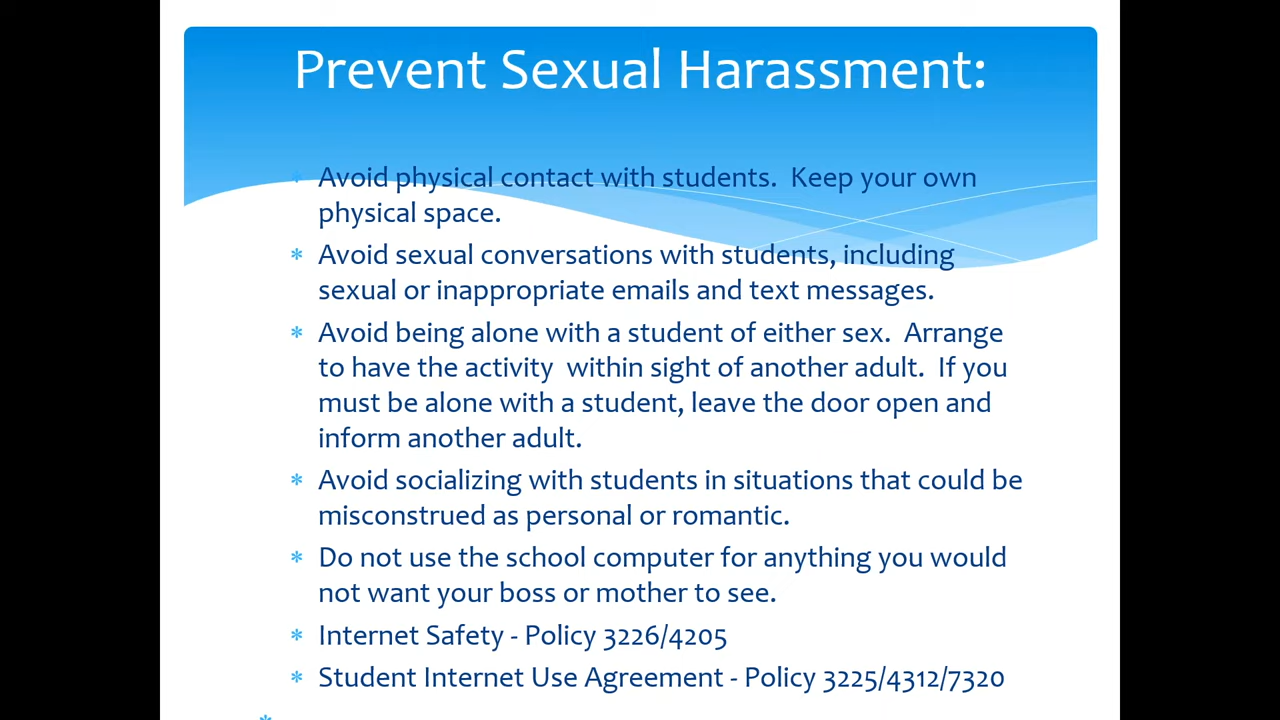 Prevent Sexual Harassment:
* Avoid physical contact with students.  Keep your own
physical space.
* Avoid sexual conversations with students, including
sexual or inappropriate emails and text messages.
* Avoid being alone with a student of either sex.  Arrange
to have the activity  within sight of another adult.  If you
must be alone with a student, leave the door open and
inform another adult.
* Avoid socializing with students in situations that could be
misconstrued as personal or romantic.
* Do not use the school computer for anything you would
not want your boss or mother to see.
* Internet Safety - Policy 3226/4205
* Student Internet Use Agreement - Policy 3225/4312/7320
*